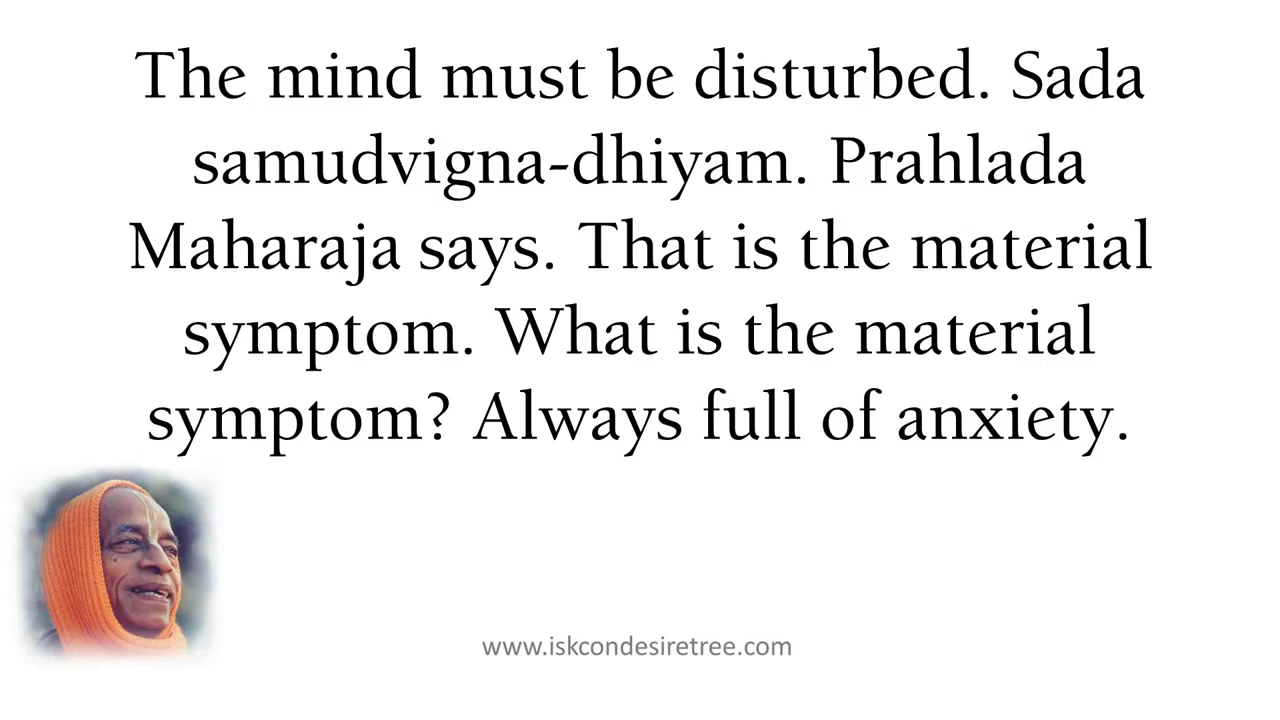 The mind must be disturbed. Sada
samudvigna-dhiyam. Prahlada
Maharaja says. That is the material
symptom. What is the material
symptom? Always full of anxiety.
www.iskcondesiretree.com